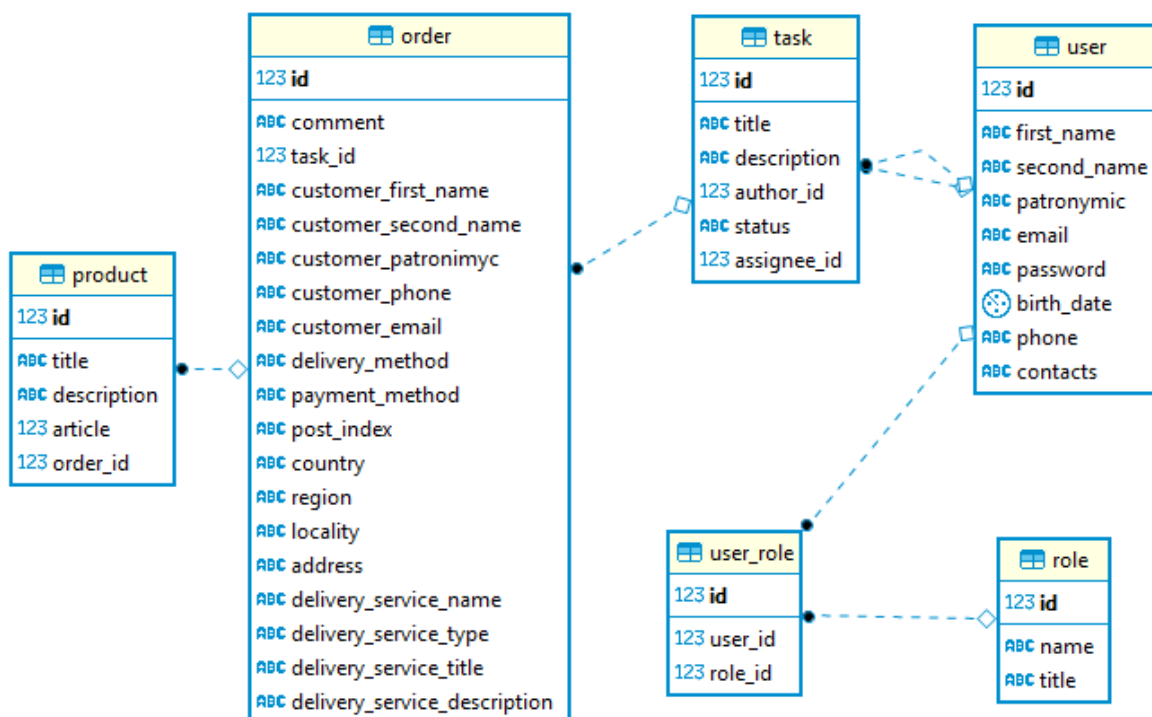 order
123 id
ABC comment
123 task_id
ABC customer_first_name
ABC customer_second_name
ABC customer_patronimyc
ABC customer_phone
ABC customer_email
ABC delivery_method
ABC payment_method
ABC post_index
ABC country
ABC region
ABC locality
ABC address
ABC delivery_service_name
ABC delivery_service_type
ABC delivery_service_title
ABC delivery_service_description
task
123 id
ABC title
ABC description
123 author_id
ABC status
123 assignee_id
user
123 id
ABC first_name
ABC second_name
ABC patronymic
ABC email
ABC password
birth_date
ABC phone
ABC contacts
product
123 id
ABC title
ABC description
123 article
123 order_id
user_role
123 id
123 user_id
123 role_id
role
123 id
ABC name
ABC title